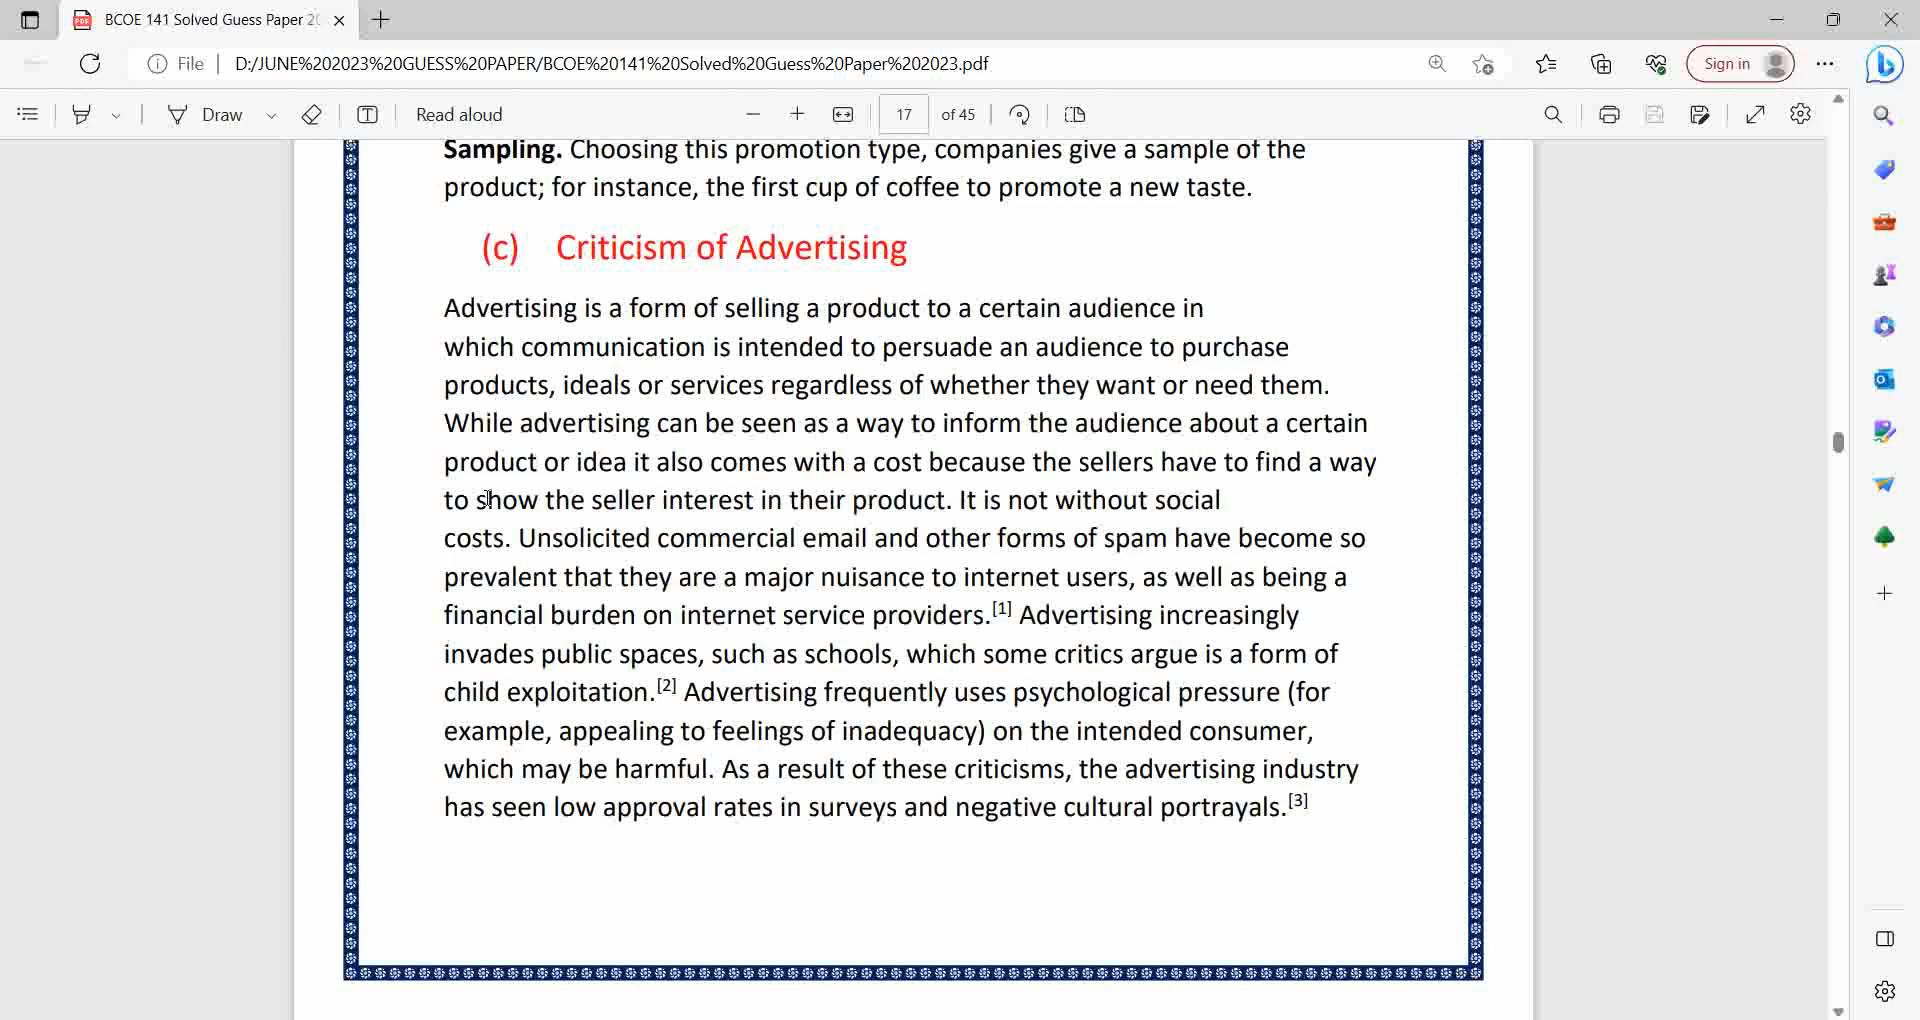 BCOE 141 Solved Guess Paper 20
File
D:/JUNE%202023%20GUESS%20PAPER/BCOE%20141%20Solved%20Guess%20Paper%202023.pdf
Sign in
Draw
Read aloud
17 of 45
Sampling. Choosing this promotion type, companies give a sample of the
product; for instance, the first cup of coffee to promote a new taste.
(c) Criticism of Advertising
Advertising is a form of selling a product to a certain audience in
which communication is intended to persuade an audience to purchase
products, ideals or services regardless of whether they want or need them.
While advertising can be seen as a way to inform the audience about a certain
product or idea it also comes with a cost because the sellers have to find a way
to show the seller interest in their product. It is not without social
costs. Unsolicited commercial email and other forms of spam have become so
prevalent that they are a major nuisance to internet users, as well as being a
financial burden on internet service providers.[1] Advertising increasingly
invades public spaces, such as schools, which some critics argue is a form of
child exploitation.[2] Advertising frequently uses psychological pressure (for
example, appealing to feelings of inadequacy) on the intended consumer,
which may be harmful. As a result of these criticisms, the advertising industry
has seen low approval rates in surveys and negative cultural portrayals.[3]